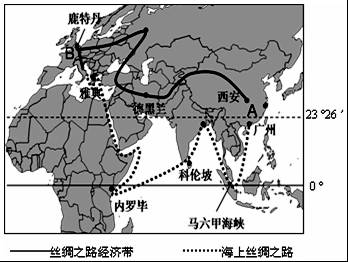 鹿特丹
B
雅典
德黑兰
西安
A
23°26′
广州
科伦坡
0°
内罗毕
马六甲海峡
丝绸之路经济带
海上丝绸之路